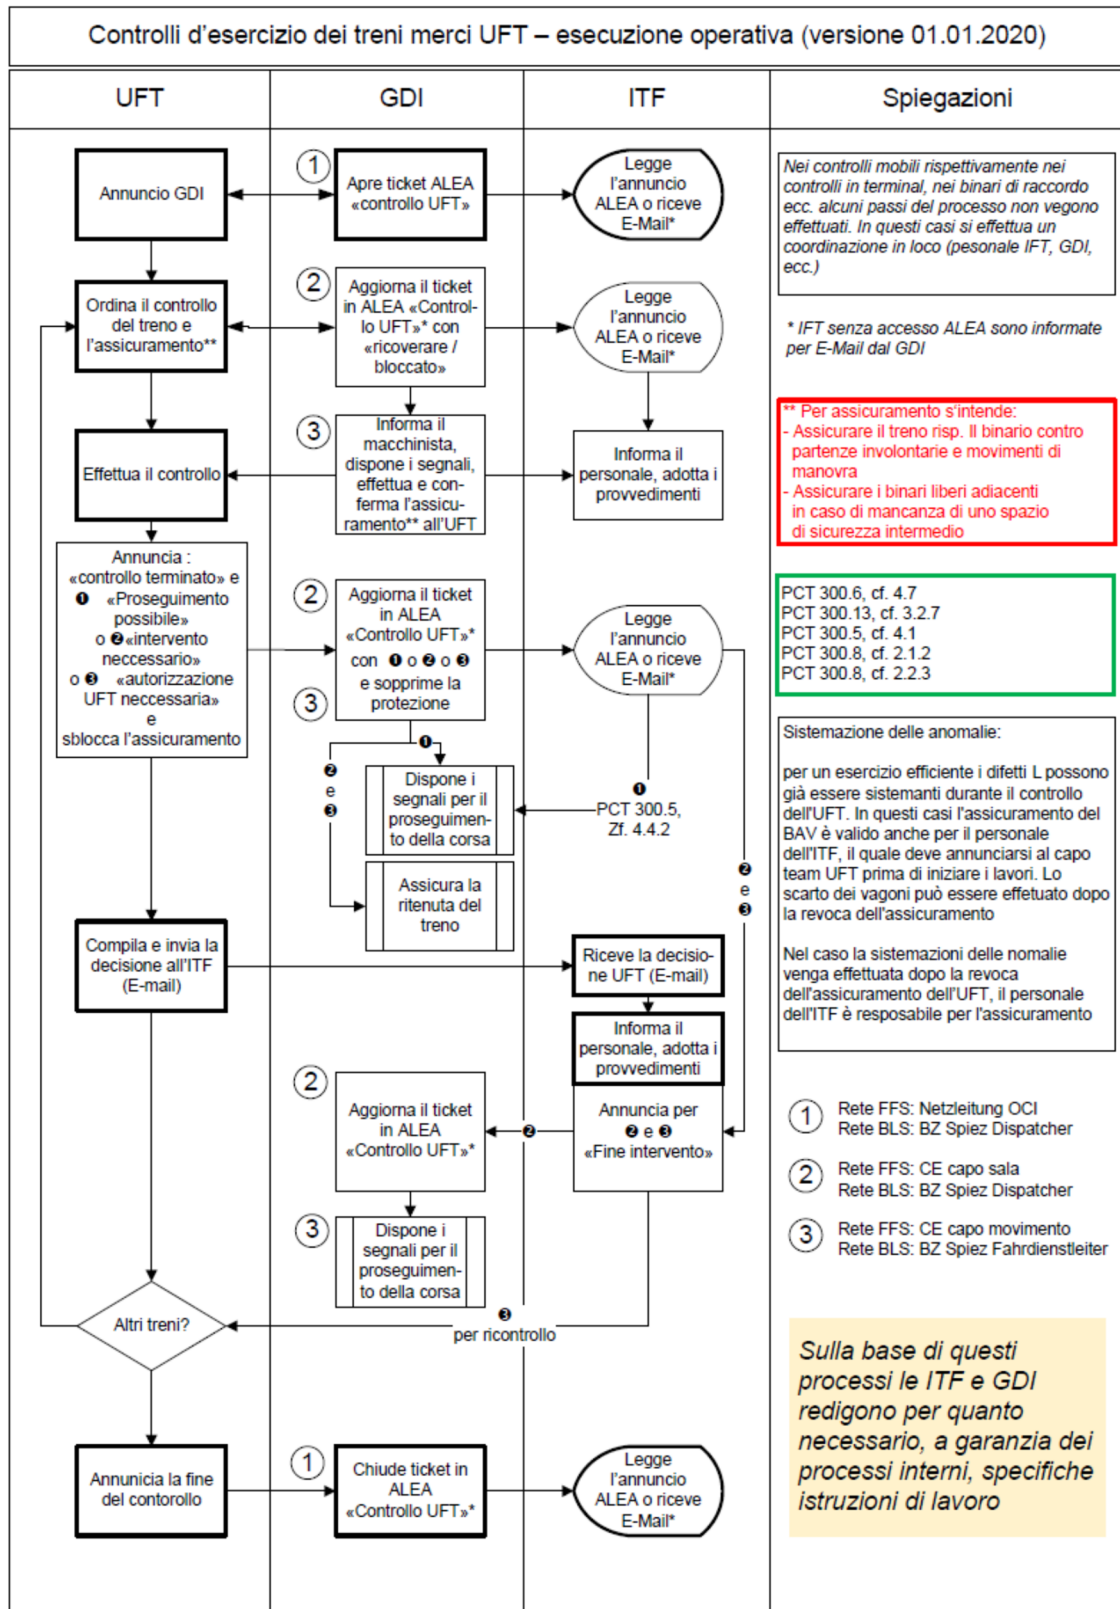 Controlli d'esercizio dei treni merci UFT – esecuzione operativa (versione 01.01.2020)
UFT
GDI
ITF
Spiegazioni
Annuncio GDI
1
Apre ticket ALEA
«controllo UFT»
Legge
l'annuncio
ALEA o riceve
E-Mail*
Nei controlli mobili rispettivamente nei
controlli in terminal, nei binari di raccordo
ecc. alcuni passi del processo non vegono
effettuati. In questi casi si effettua un
coordinazione in loco (pesonale IFT, GDI,
ecc.)
Ordina il controllo
del treno e
l'assicuramento**
2
Aggiorna il ticket
in ALEA «Control-
lo UFT»* con
«ricoverare /
bloccato»
Legge
l'annuncio
ALEA o riceve
E-Mail*
* IFT senza accesso ALEA sono informate
per E-Mail dal GDI
Effettua il controllo
3
Informa il
macchinista,
dispone i segnali,
effettua e con-
ferma l'assicu-
ramento** all'UFT
Informa il
personale, adotta i
provvedimenti
** Per assicuramento s'intende:
- Assicurare il treno risp. Il binario contro
partenze involontarie e movimenti di
manovra
- Assicurare i binari liberi adiacenti
in caso di mancanza di uno spazio
di sicurezza intermedio
Annuncia :
«controllo terminato» e
❶ «Proseguimento
possibile»
o ❷«intervento
neccessario»
o ❸ «autorizzazione
UFT neccessaria»
e
sblocca l'assicuramento
2
3
Aggiorna il ticket
in ALEA
«Controllo UFT»*
con ❶ o ❷ o ❸
e sopprime la
protezione
Legge
l'annuncio
ALEA o riceve
E-Mail*
PCT 300.6, cf. 4.7
PCT 300.13, cf. 3.2.7
PCT 300.5, cf. 4.1
PCT 300.8, cf. 2.1.2
PCT 300.8, cf. 2.2.3
❶
❷
e
❸
Dispone i
segnali per il
proseguimen-
to della corsa
❶
PCT 300.5,
Zf. 4.4.2
❷
e
❸
Assicura la
ritenuta del
treno
Sistemazione delle anomalie:
per un esercizio efficiente i difetti L possono
già essere sistemanti durante il controllo
dell'UFT. In questi casi l'assicuramento del
BAV è valido anche per il personale
dell'ITF, il quale deve annunciarsi al capo
team UFT prima di iniziare i lavori. Lo
scarto dei vagoni può essere effetuato dopo
la revoca dell'assicuramento
Nel caso la sistemazioni delle nomalie
venga effettuata dopo la revoca
dell'assicuramento dell'UFT, il personale
dell'ITF è resposabile per l'assicuramento
Compila e invia la
decisione all'ITF
(E-mail)
Riceve la decisio-
ne UFT (E-mail)
Informa il
personale, adotta i
provvedimenti
2
Aggiorna il ticket
in ALEA
«Controllo UFT»*
❷
Annuncia per
❷ e ❸
«Fine intervento»
3
Dispone i
segnali per il
proseguimen-
to della corsa
1
Rete FFS: Netzleitung OCI
Rete BLS: BZ Spiez Dispatcher
2
Rete FFS: CE capo sala
Rete BLS: BZ Spiez Dispatcher
3
Rete FFS: CE capo movimento
Rete BLS: BZ Spiez Fahrdienstleiter
Altri treni?
❸
per ricontrollo
Sulla base di questi
processi le ITF e GDI
redigono per quanto
necessario, a garanzia dei
processi interni, specifiche
istruzioni di lavoro
Annunicia la fine
del contorollo
1
Chiude ticket in
ALEA
«Controllo UFT»*
Legge
l'annuncio
ALEA o riceve
E-Mail*